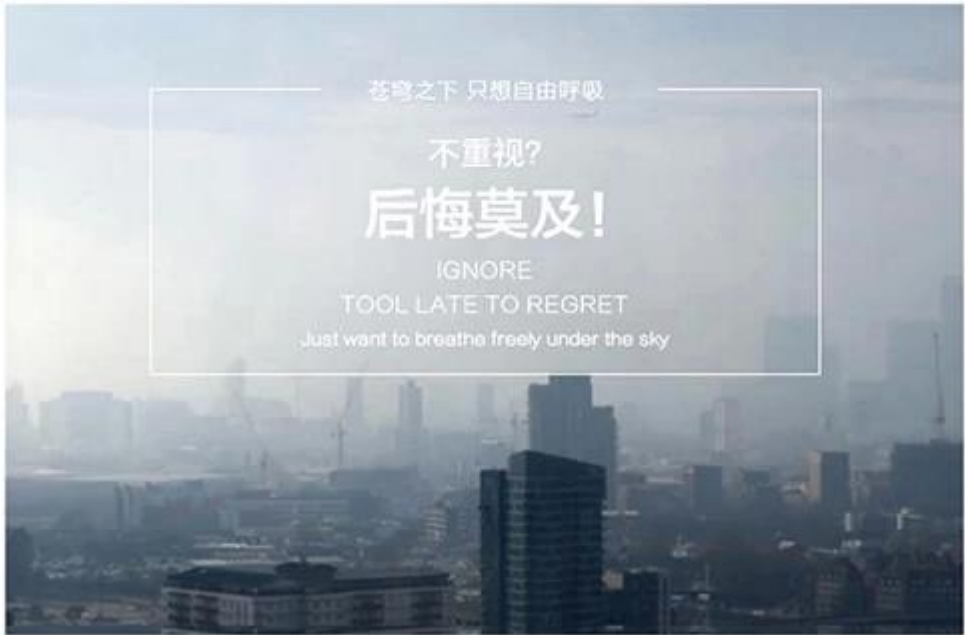 苍穹之下 只想自由呼吸
不重视?
后悔莫及!
IGNORE
TOOL LATE TO REGRET
Just want to breathe freely under the sky